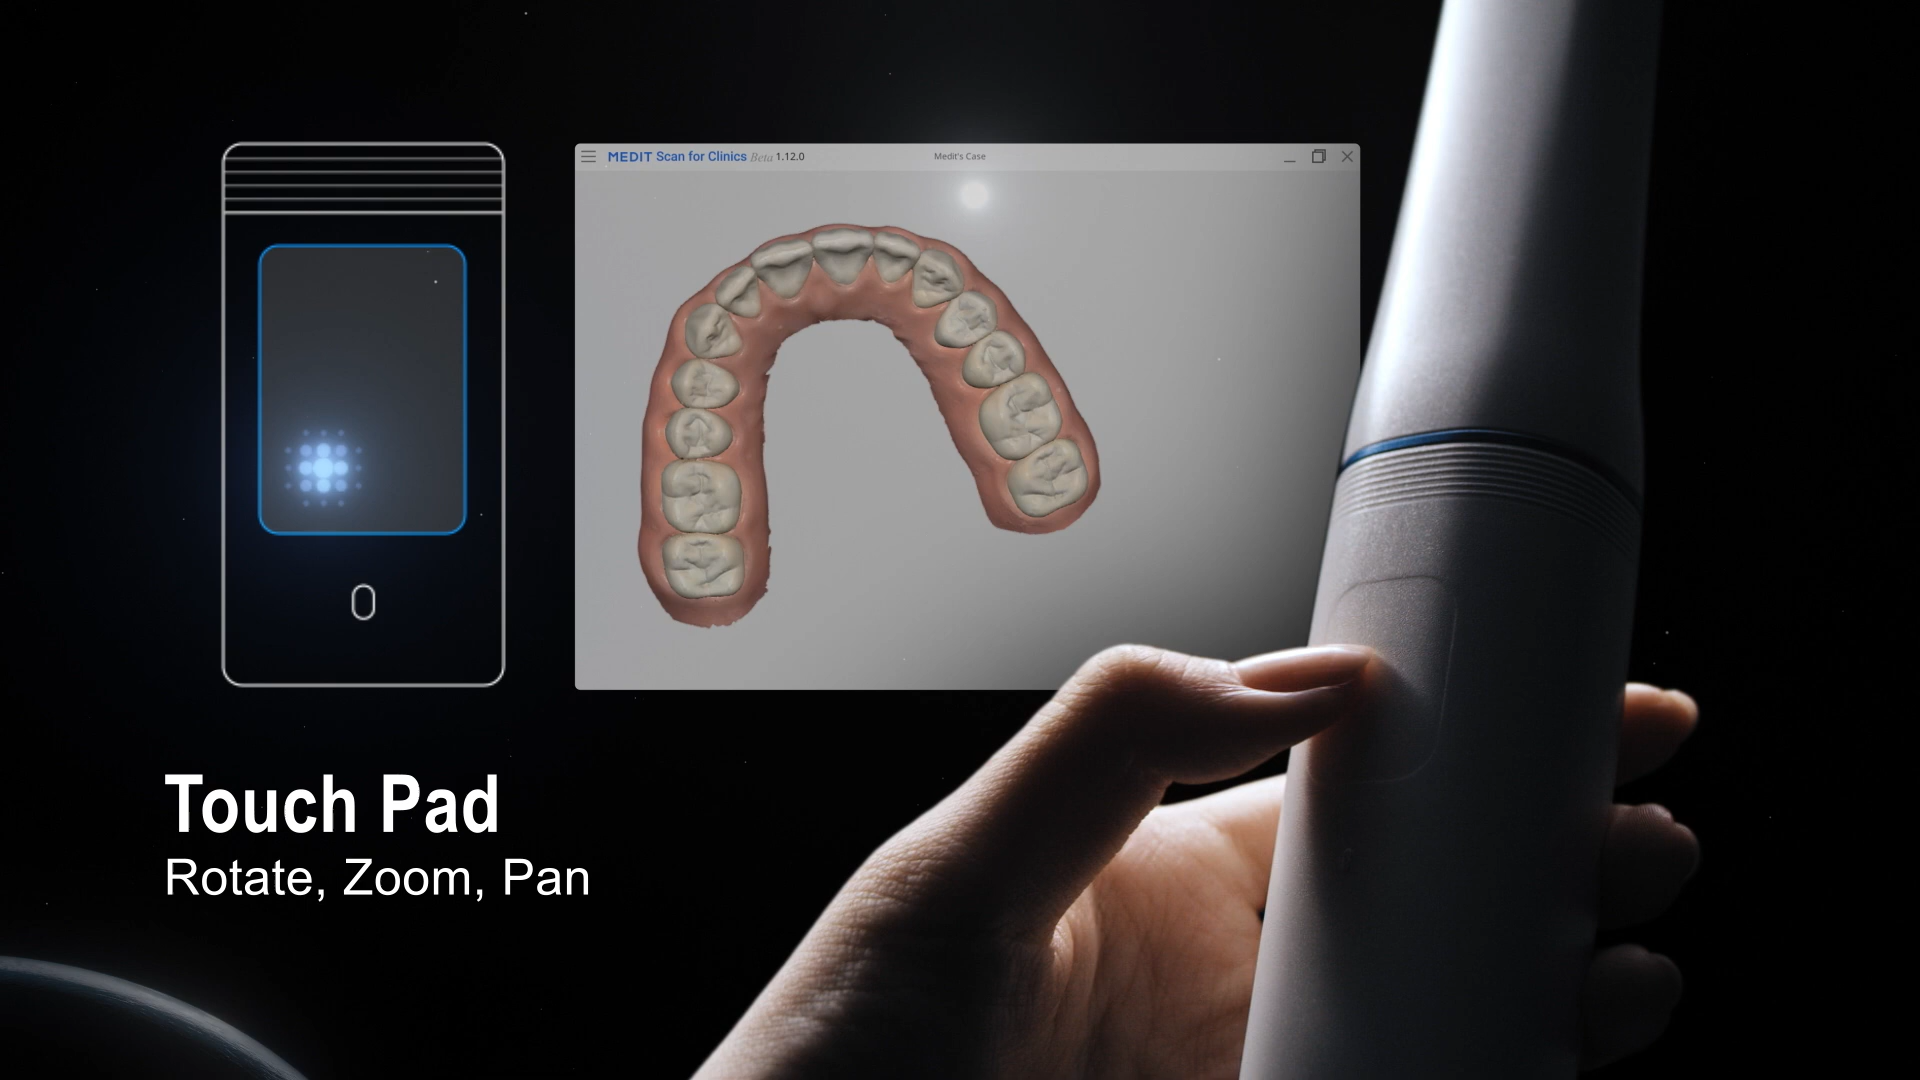 MEDIT Scan for Clinics Beta 1.12.0
Medit's Case
Touch Pad
Rotate, Zoom, Pan